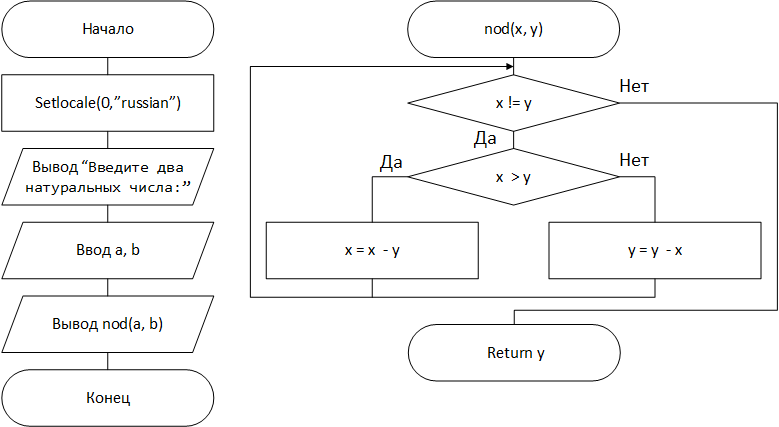 Начало
Setlocale(0,”russian”)
Вывод “Введите два
натуральных числа:”
Ввод a, b
Вывод nod(a, b)
Конец
nod(x, y)
x != y
Нет
Да
x > y
Да
Нет
x = x - y
y = y - x
Return y